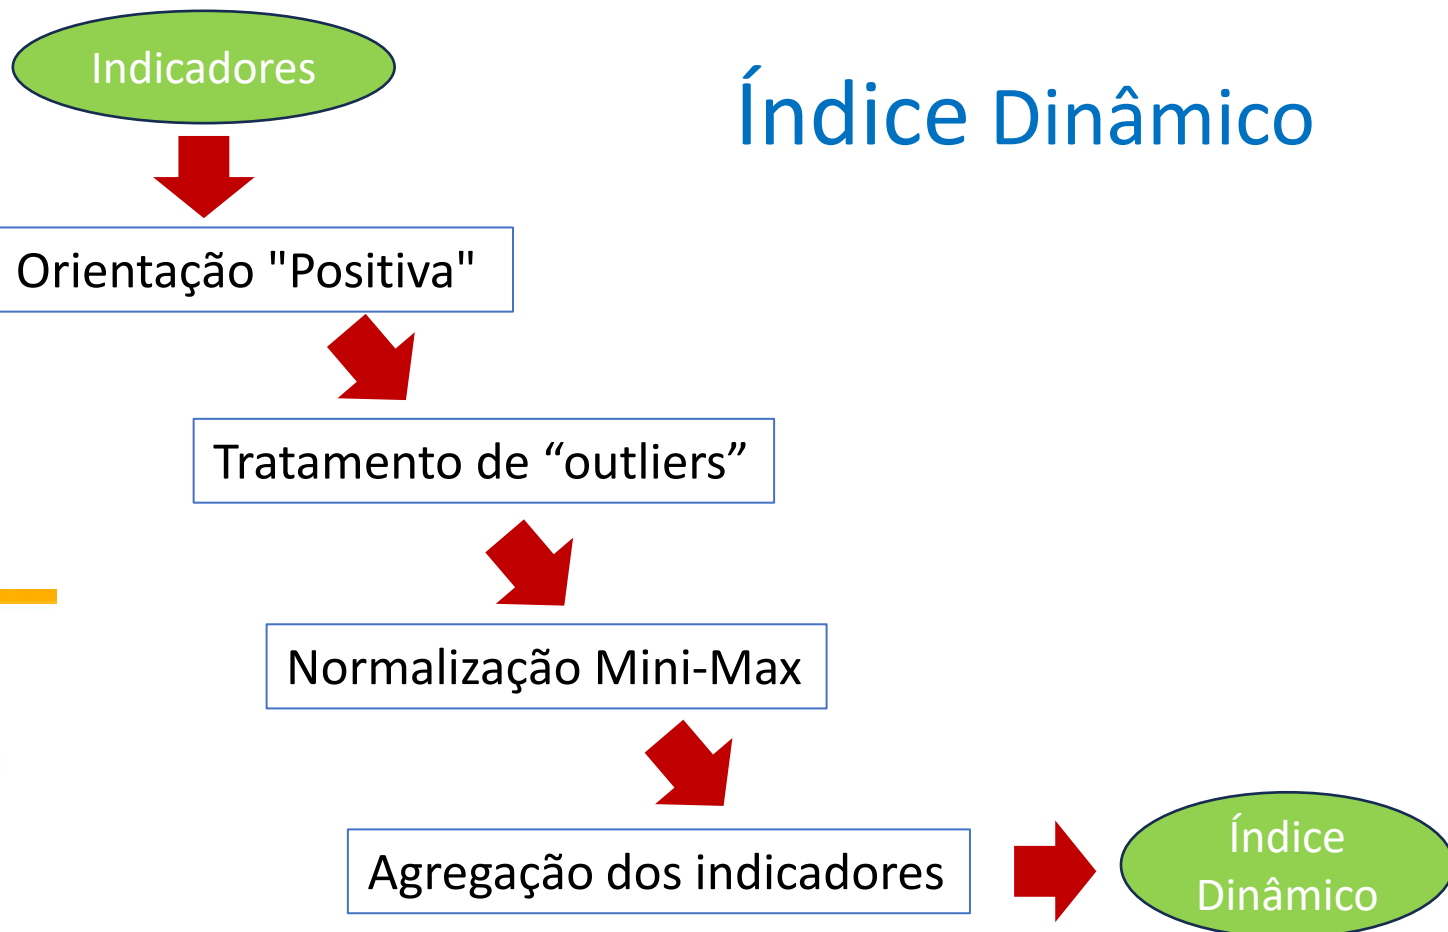 Indicadores
Índice Dinâmico
Orientação "Positiva"
Tratamento de “outliers”
Normalização Mini-Max
Agregação dos indicadores
Índice
Dinâmico